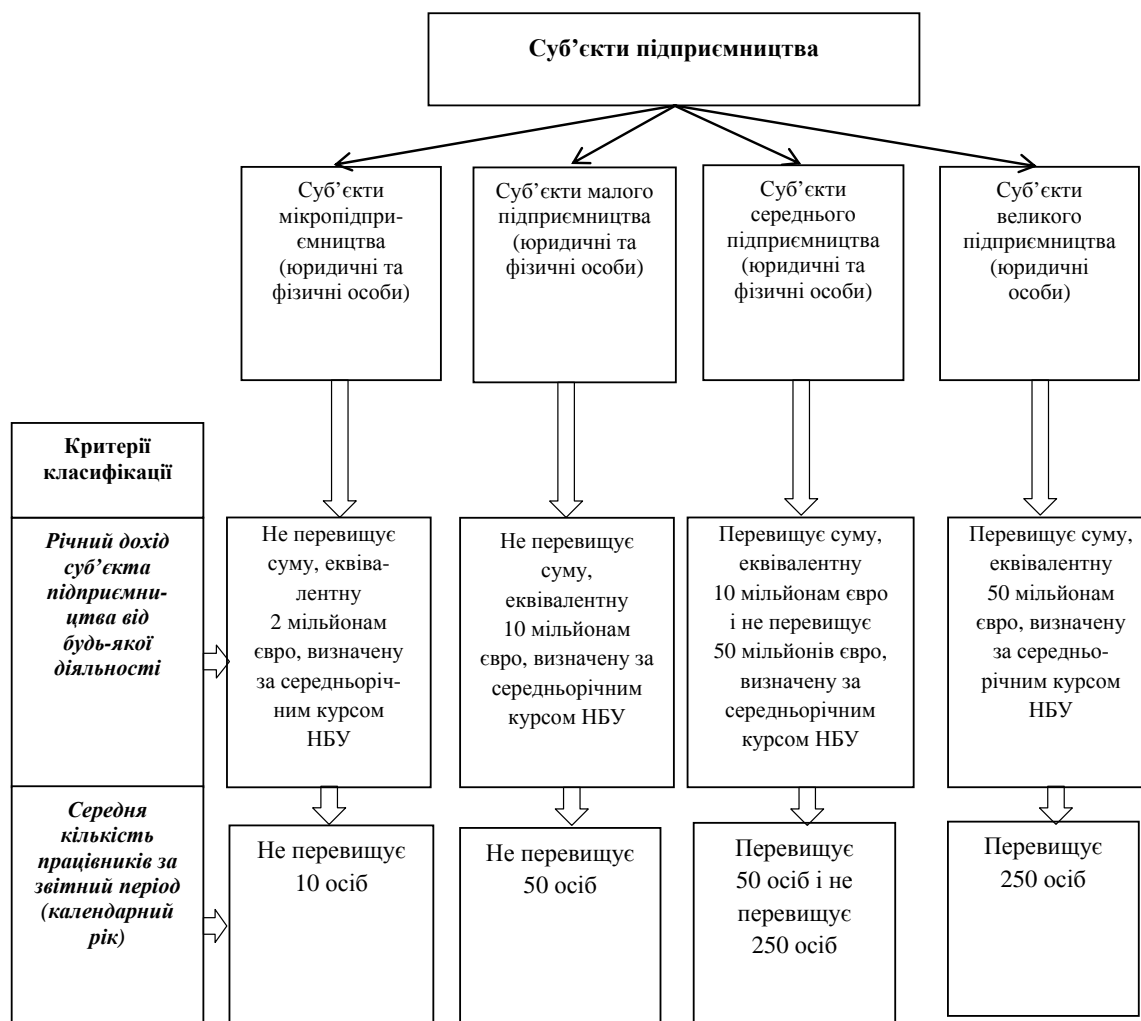 Суб’єкти підприємництва
Суб’єкти
мікропідпри-
ємництва
(юридичні та
фізичні особи)
Суб’єкти малого
підприємництва
(юридичні та
фізичні особи)
Суб’єкти
середнього
підприємництва
(юридичні та
фізичні особи)
Суб’єкти
великого
підприємництва
(юридичні
особи)
Критерії
класифікації
Річний дохід
суб’єкта
підприємни-
цтва від
будь-якої
діяльності
Не перевищує
суму, еквіва-
лентну
2 мільйонам
євро, визначену
за середньоріч-
ним курсом
НБУ
Не перевищує
суму,
еквівалентну
10 мільйонам
євро, визначену за
середньорічним
курсом НБУ
Перевищує суму,
еквівалентну
10 мільйонам євро
і не перевищує
50 мільйонів євро,
визначену за
середньорічним
курсом НБУ
Перевищує суму,
еквівалентну
50 мільйонам
євро, визначену
за середньо-
річним курсом
НБУ
Середня
кількість
працівників за
звітний період
(календарний
рік)
Не перевищує
10 осіб
Не перевищує
50 осіб
Перевищує
50 осіб і не
перевищує
250 осіб
Перевищує
250 осіб